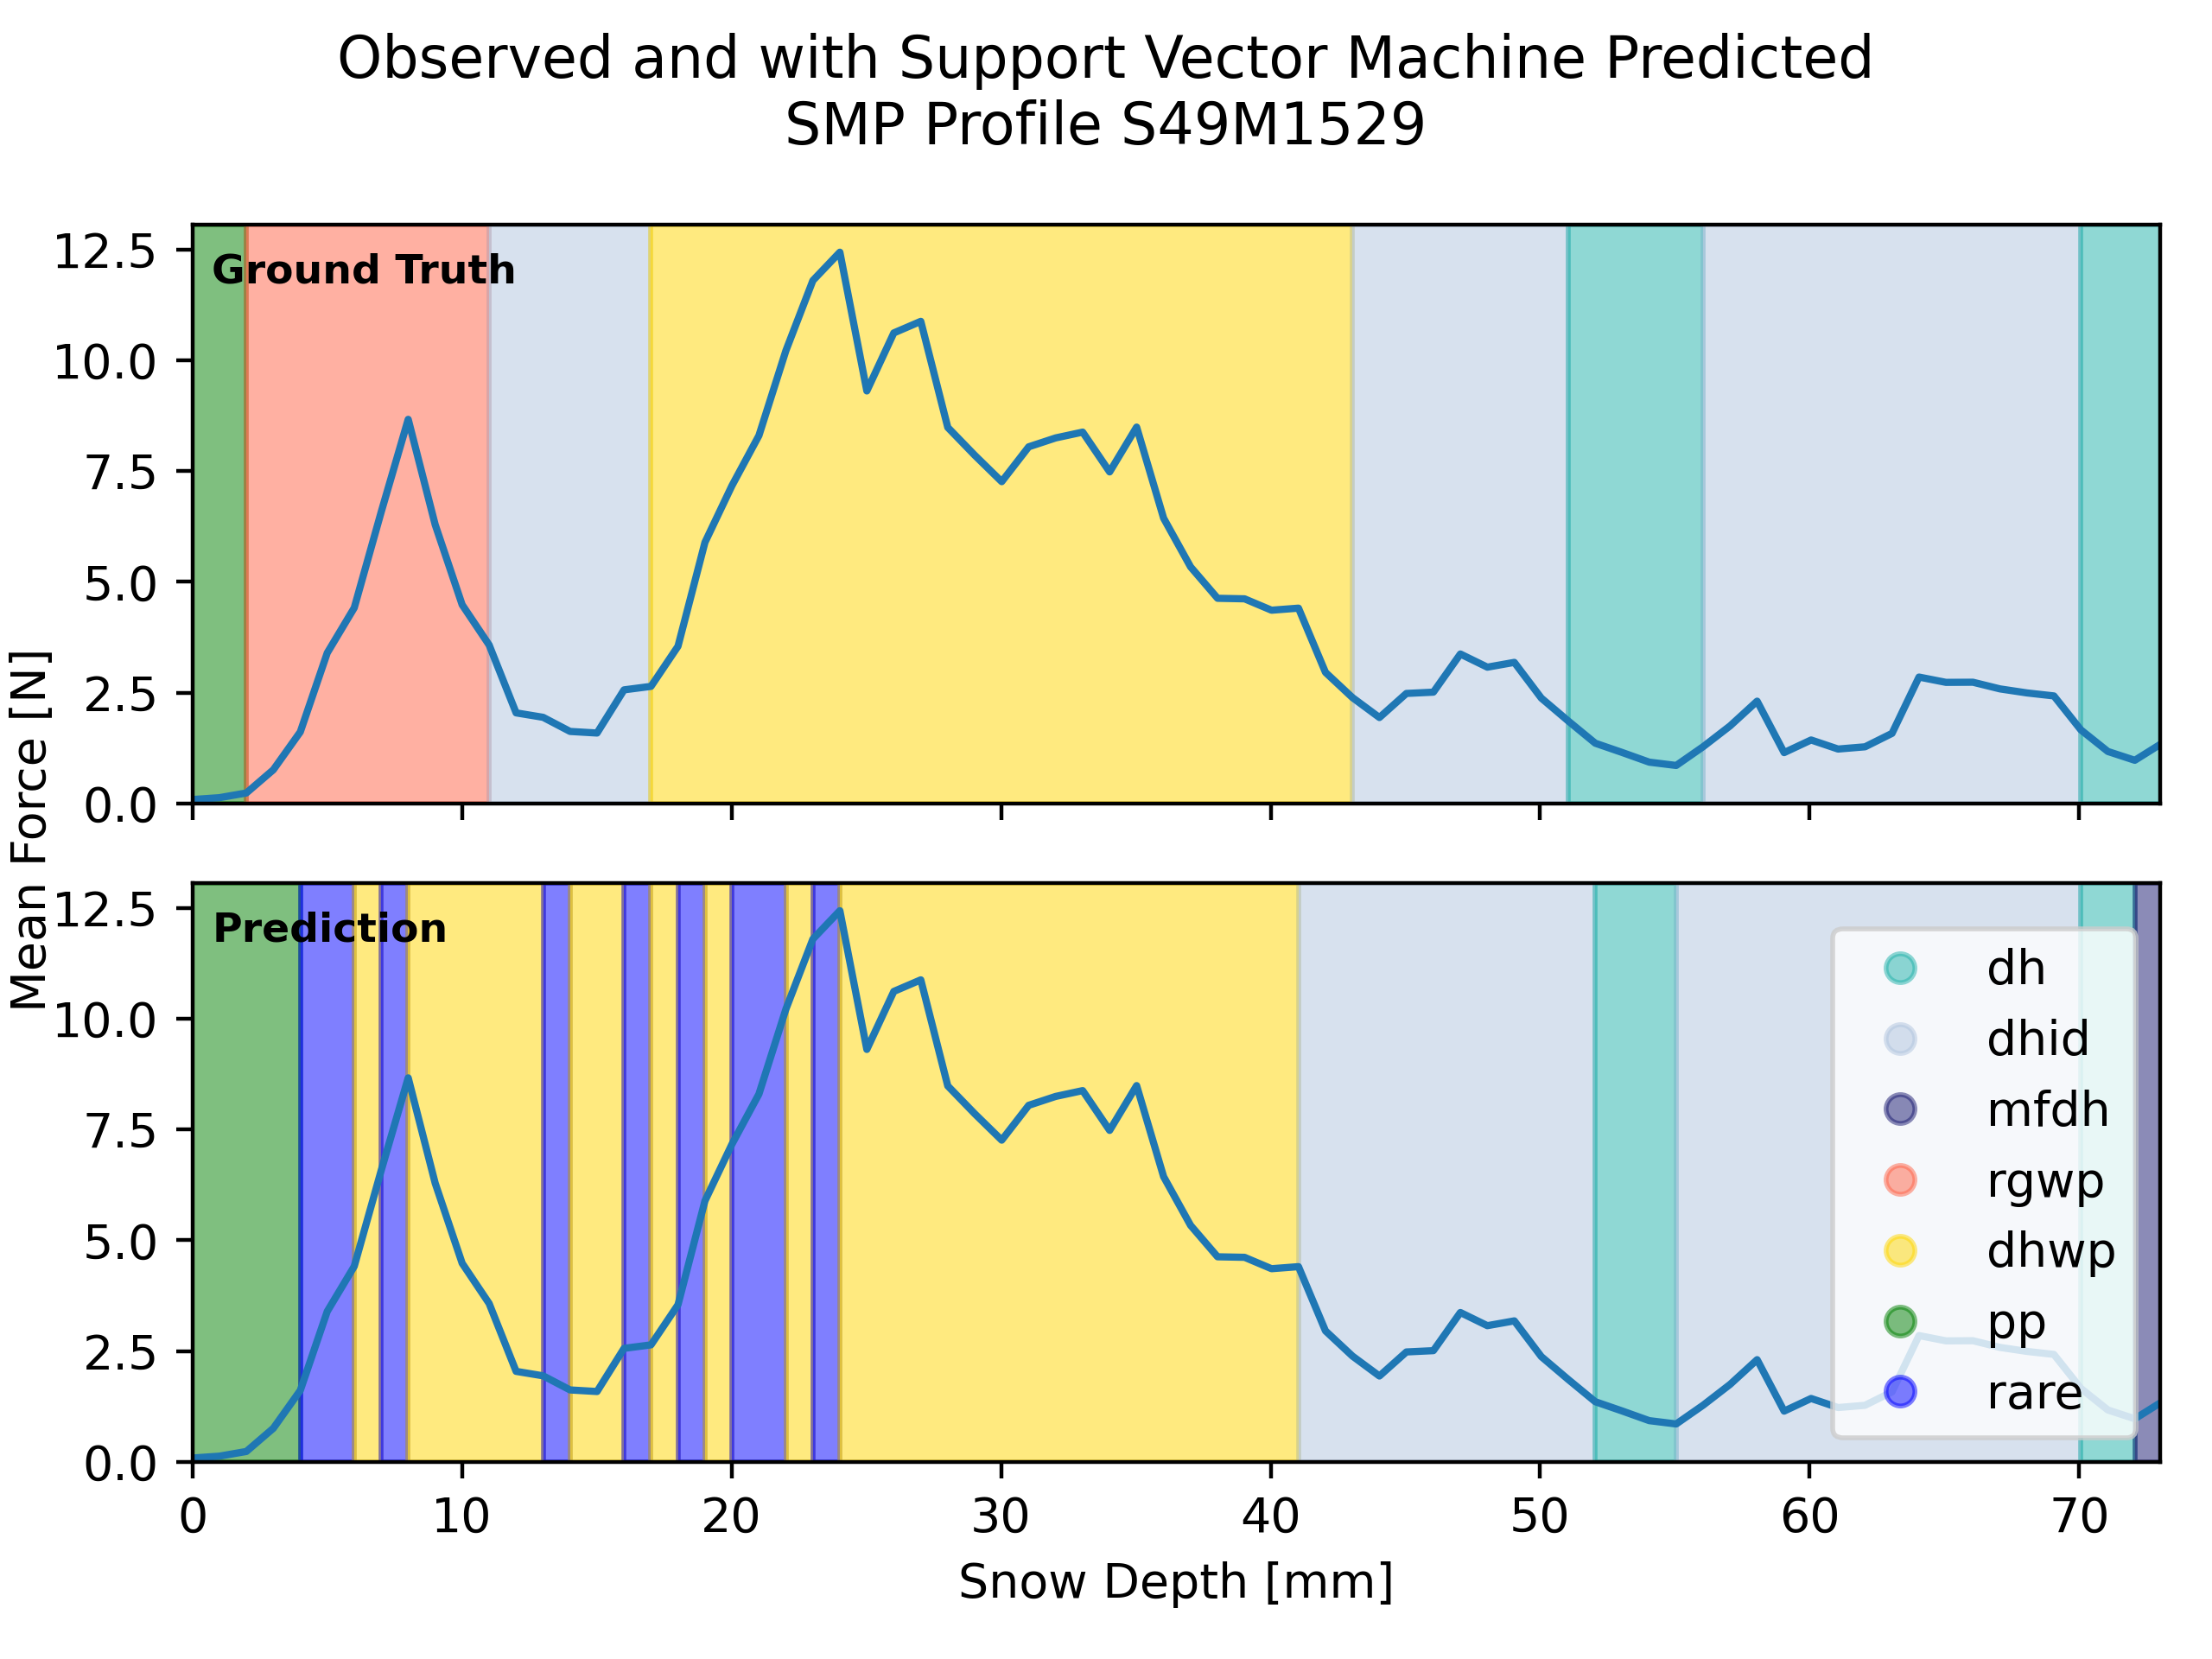 Observed and with Support Vector Machine Predicted
SMP Profile S49M1529
Mean Force [N]
12.5
10.0
7.5
5.0
2.5
0.0
Ground Truth
12.5
10.0
7.5
5.0
2.5
0.0
Prediction
dh
dhid
mfdh
rgwp
dhwp
pp
rare
0 10 20 30 40 50 60 70
Snow Depth [mm]